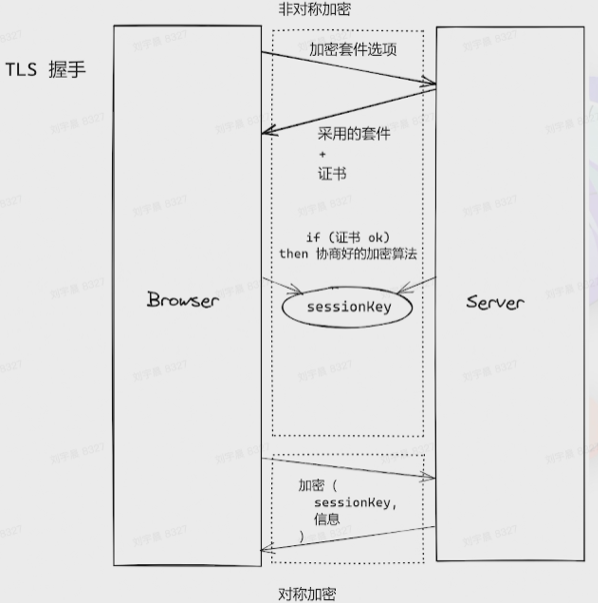 非对称加密
TLS 握手
加密套件选项
采用的套件
+
证书
if (证书 ok)
then 协商好的加密算法
Browser
sessionKey
Server
加密 (
sessionKey,
信息
)
对称加密